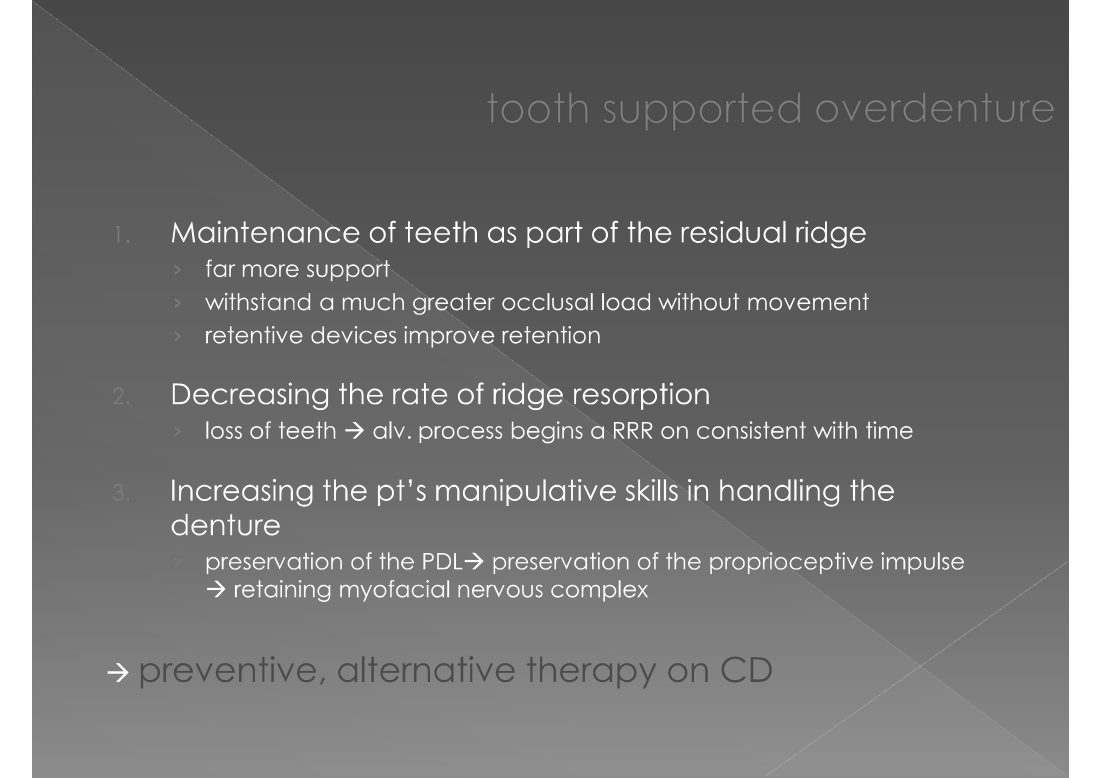 tooth supported overdenture
1. Maintenance of teeth as part of the residual ridge
› far more support
› withstand a much greater occlusal load without movement
› retentive devices improve retention
2. Decreasing the rate of ridge resorption
› loss of teeth → alv. process begins a RRR on consistent with time
3. Increasing the pt’s manipulative skills in handling the
denture
› preservation of the PDL→ preservation of the proprioceptive impulse
→ retaining myofacial nervous complex
→ preventive, alternative therapy on CD